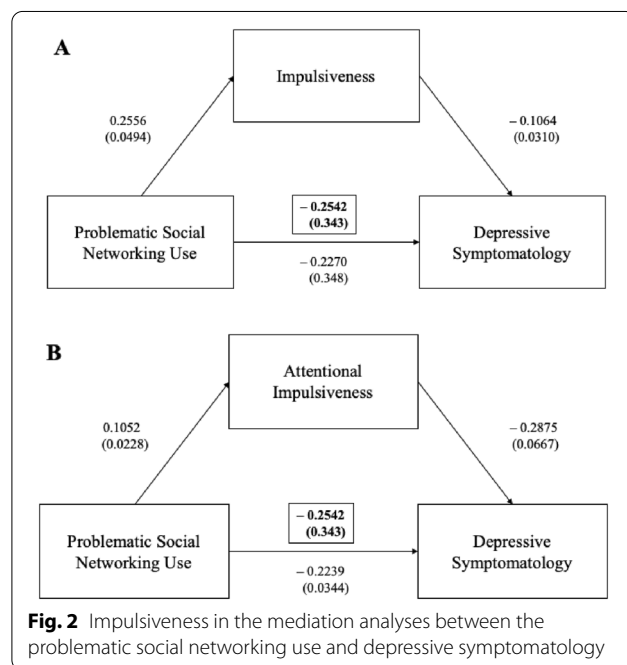 A
Impulsiveness
0.2556
(0.0494)
− 0.1064
(0.0310)
Problematic Social
Networking Use
− 0.2542
(0.343)
− 0.2270
(0.348)
Depressive
Symptomatology
B
Attentional
Impulsiveness
0.1052
(0.0228)
− 0.2875
(0.0667)
Problematic Social
Networking Use
− 0.2542
(0.343)
− 0.2239
(0.0344)
Depressive
Symptomatology
Fig. 2 Impulsiveness in the mediation analyses between the
problematic social networking use and depressive symptomatology